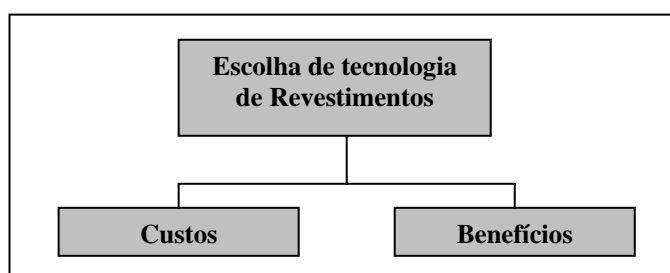 Escolha de tecnologia
de Revestimentos
Custos
Benefícios